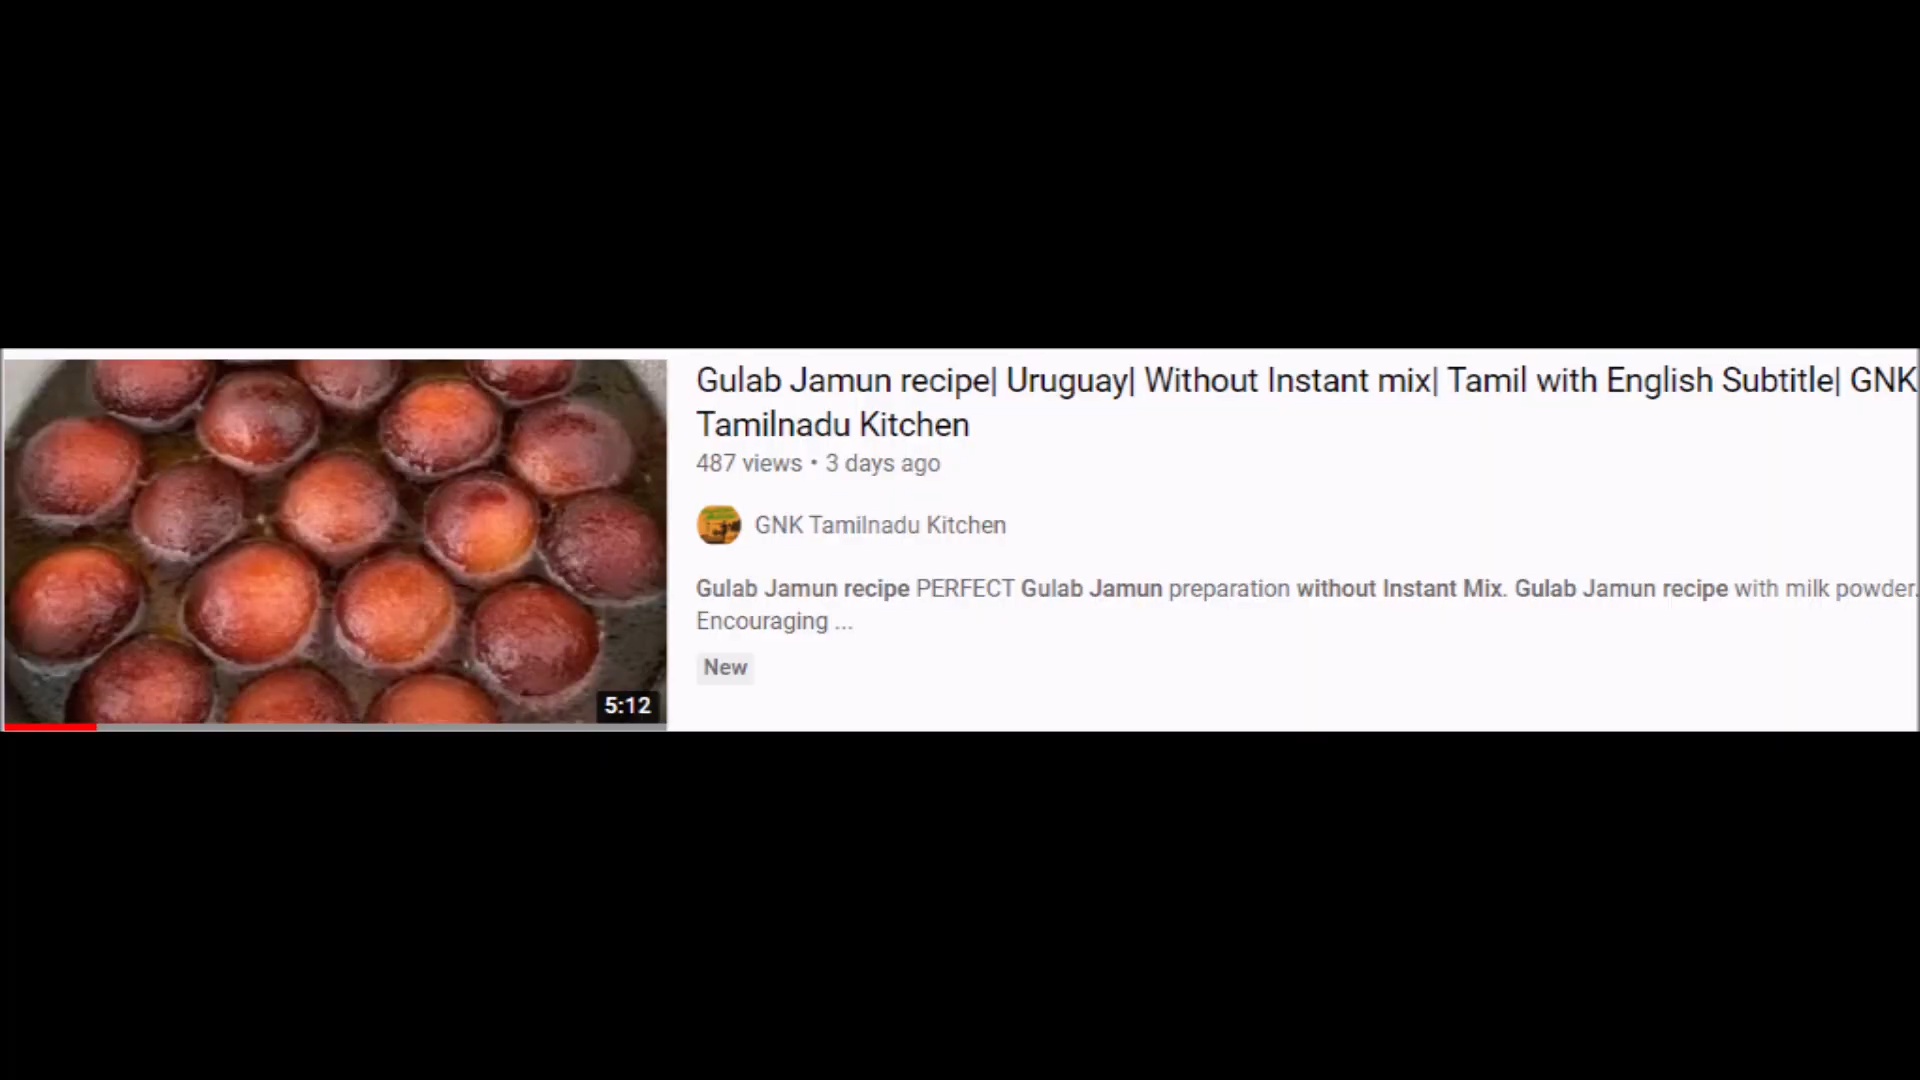 Gulab Jamun recipe| Uruguay| Without Instant mix| Tamil with English Subtitle| GNK
Tamilnadu Kitchen
487 views • 3 days ago
GNK Tamilnadu Kitchen
Gulab Jamun recipe PERFECT Gulab Jamun preparation without Instant Mix. Gulab Jamun recipe with milk powder.
Encouraging ...
New
5:12